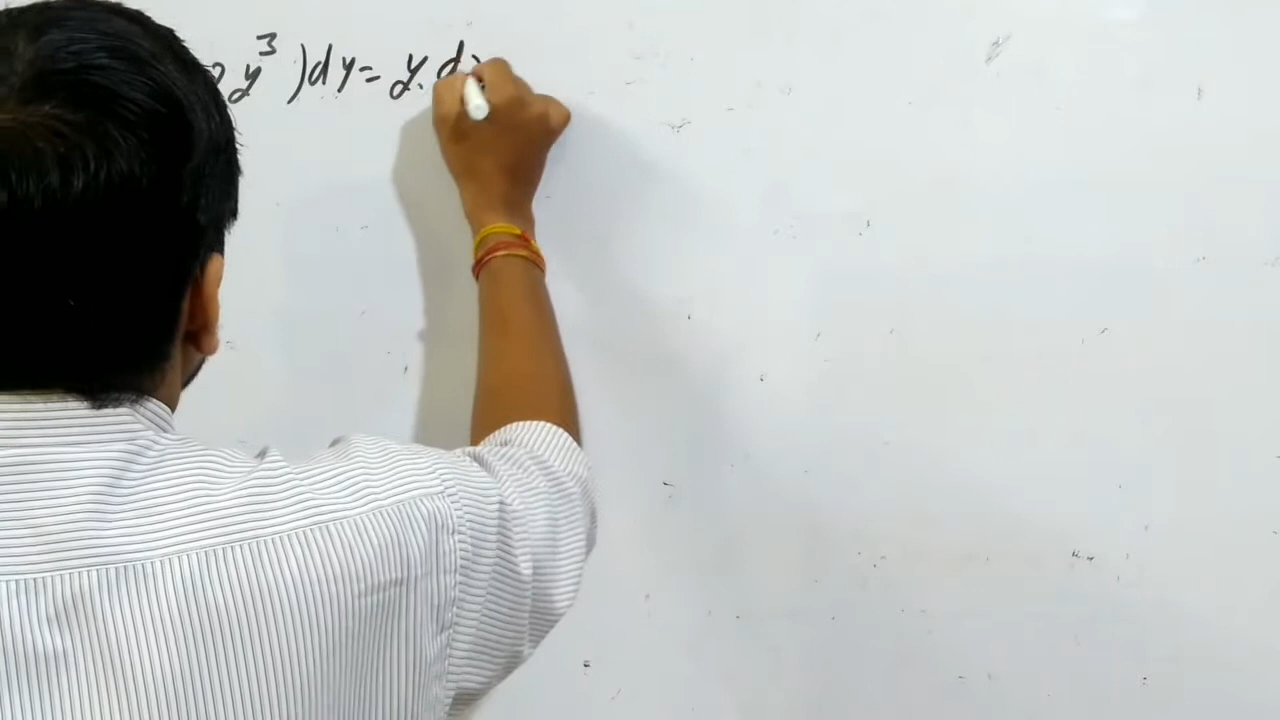 y³ ) dy = y. d